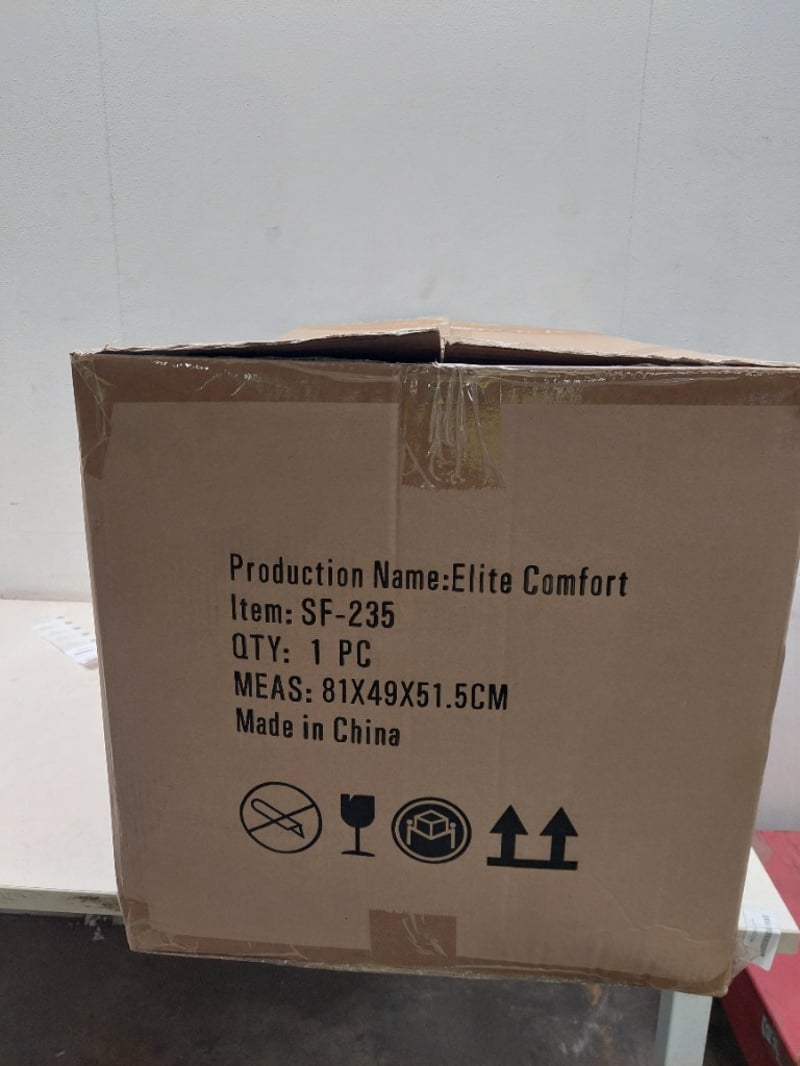 Production Name:Elite Comfort
Item: SF-235
QTY: 1 PC
MEAS: 81X49X51.5CM
Made in China